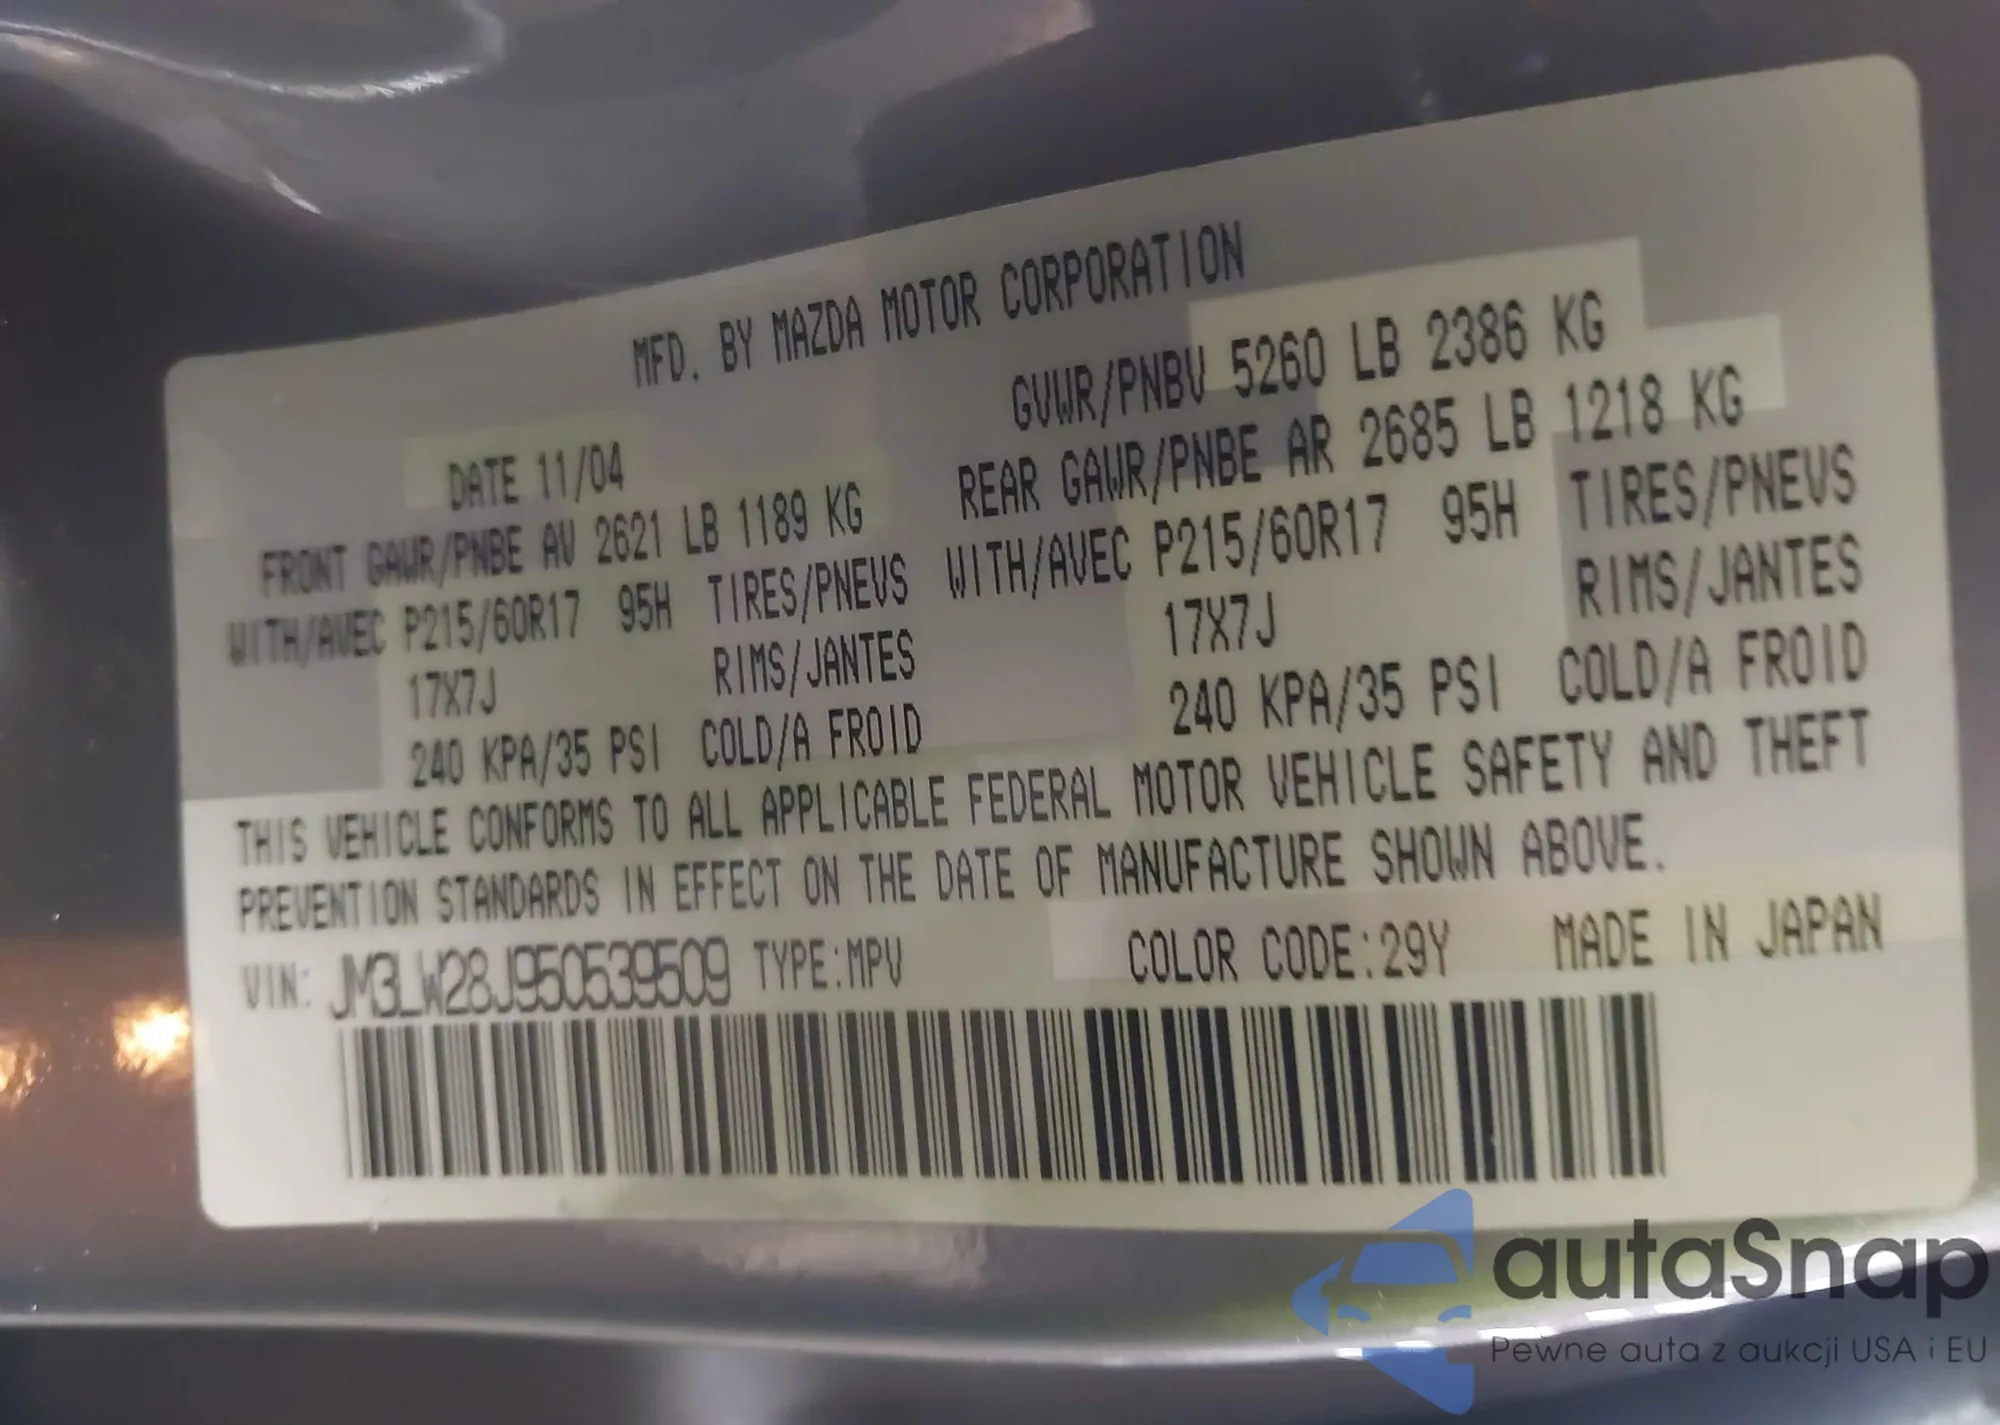 MFD. BY MAZDA MOTOR CORPORATION
DATE 11/04
GVWR/PNBV 5260 LB 2386 KG
FRONT GAWR/PNBE AV 2621 LB 1189 KG
REAR GAWR/PNBE AR 2685 LB 1218 KG
WITH/AVEC P215/60R17 95H TIRES/PNEVS
WITH/AVEC P215/60R17 95H TIRES/PNEVS
17X7J RIMS/JANTES
17X7J RIMS/JANTES
240 KPA/35 PSI COLD/A FROID
240 KPA/35 PSI COLD/A FROID
THIS VEHICLE CONFORMS TO ALL APPLICABLE FEDERAL MOTOR VEHICLE SAFETY AND THEFT
PREVENTION STANDARDS IN EFFECT ON THE DATE OF MANUFACTURE SHOWN ABOVE.
VIN: JM3LW28J950539509 TYPE:MPV COLOR CODE:29Y MADE IN JAPAN
autaSnap
Pewne auta z aukcji USA i EU